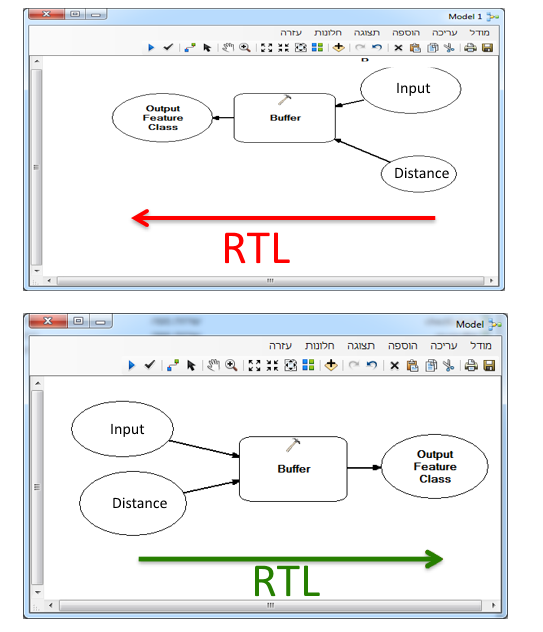 Model 1
מודל עריכה הוספה תצוגה חלונות עזרה
Input
Output
Feature
Class
Buffer
Distance
RTL
Model
מודל עריכה הוספה תצוגה חלונות עזרה
Input
Distance
Buffer
Output
Feature
Class
RTL